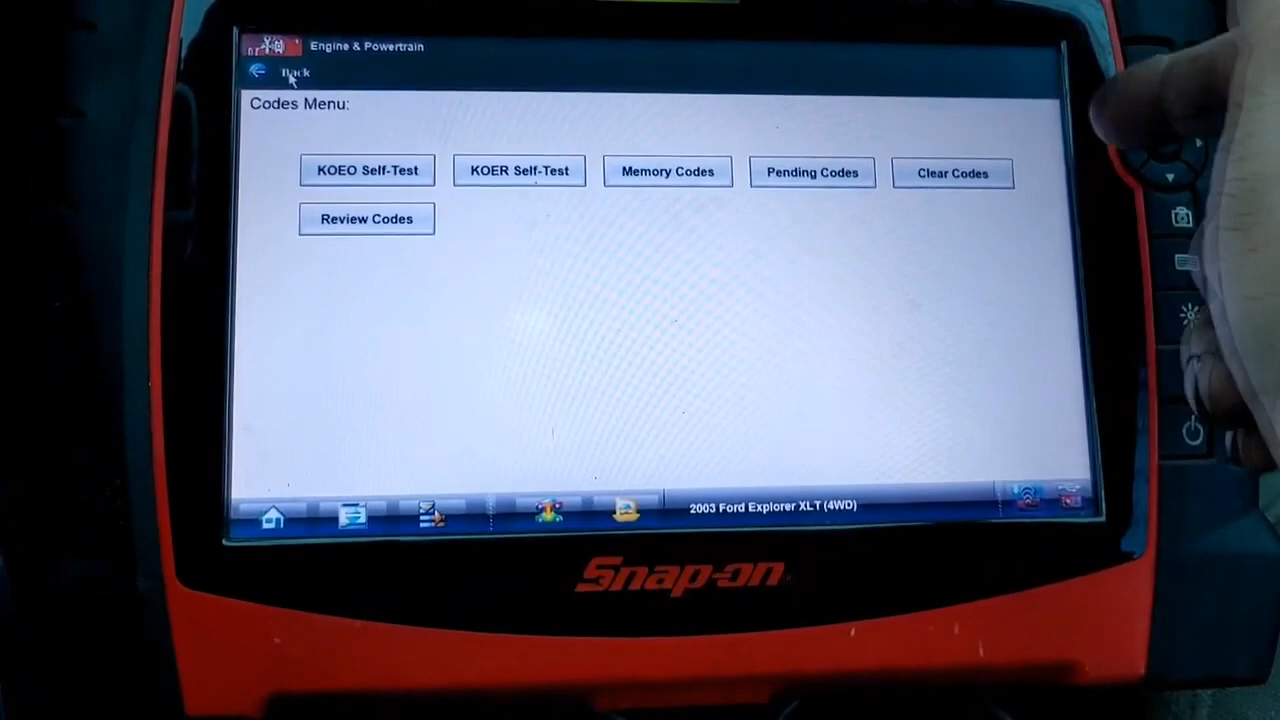 Engine & Powertrain
Back
Codes Menu:
KOEO Self-Test KOER Self-Test Memory Codes Pending Codes Clear Codes
Review Codes
2003 Ford Explorer XLT (4WD)
Snap-on